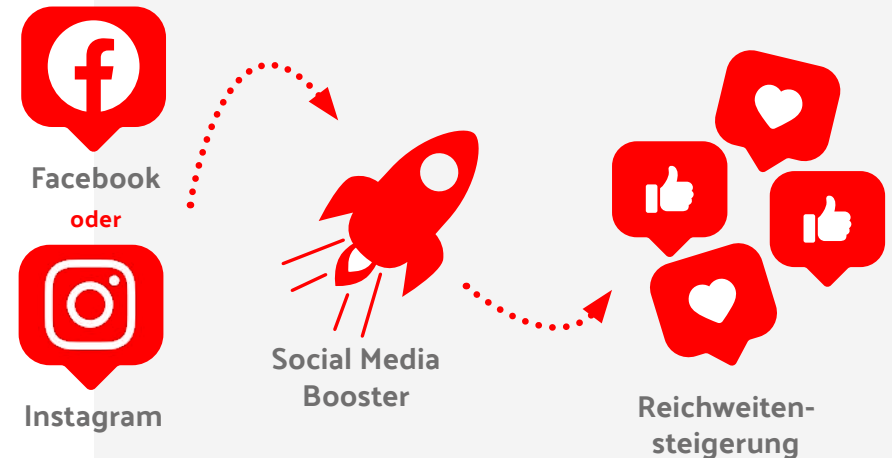 Facebook
oder
Instagram
Social Media
Booster
Reichweiten-
steigerung